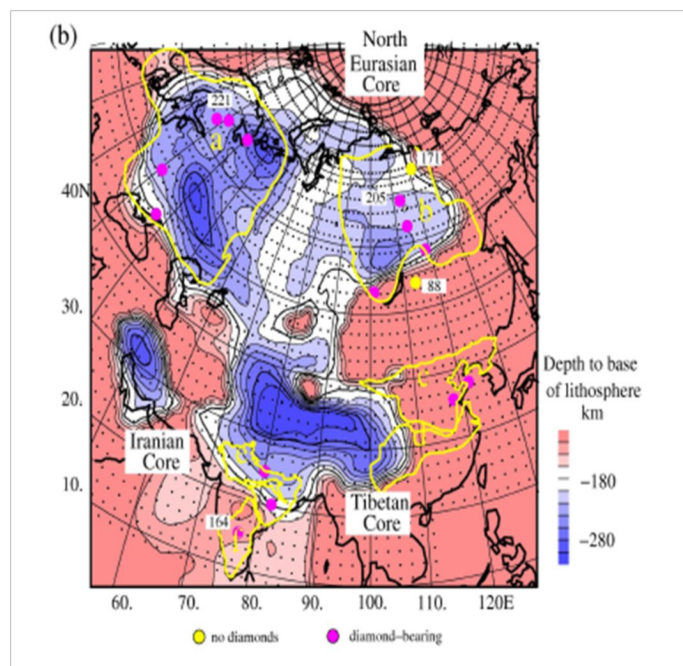 (b)
North
Eurasian
Core
221
a
171
205
b
40N
88
30.
c
Depth to base
of lithosphere
km
20.
Iranian
Core
-180
10.
164
Tibetan
Core
-280
60. 70. 80. 90. 100. 110. 120E
no diamonds
diamond-bearing